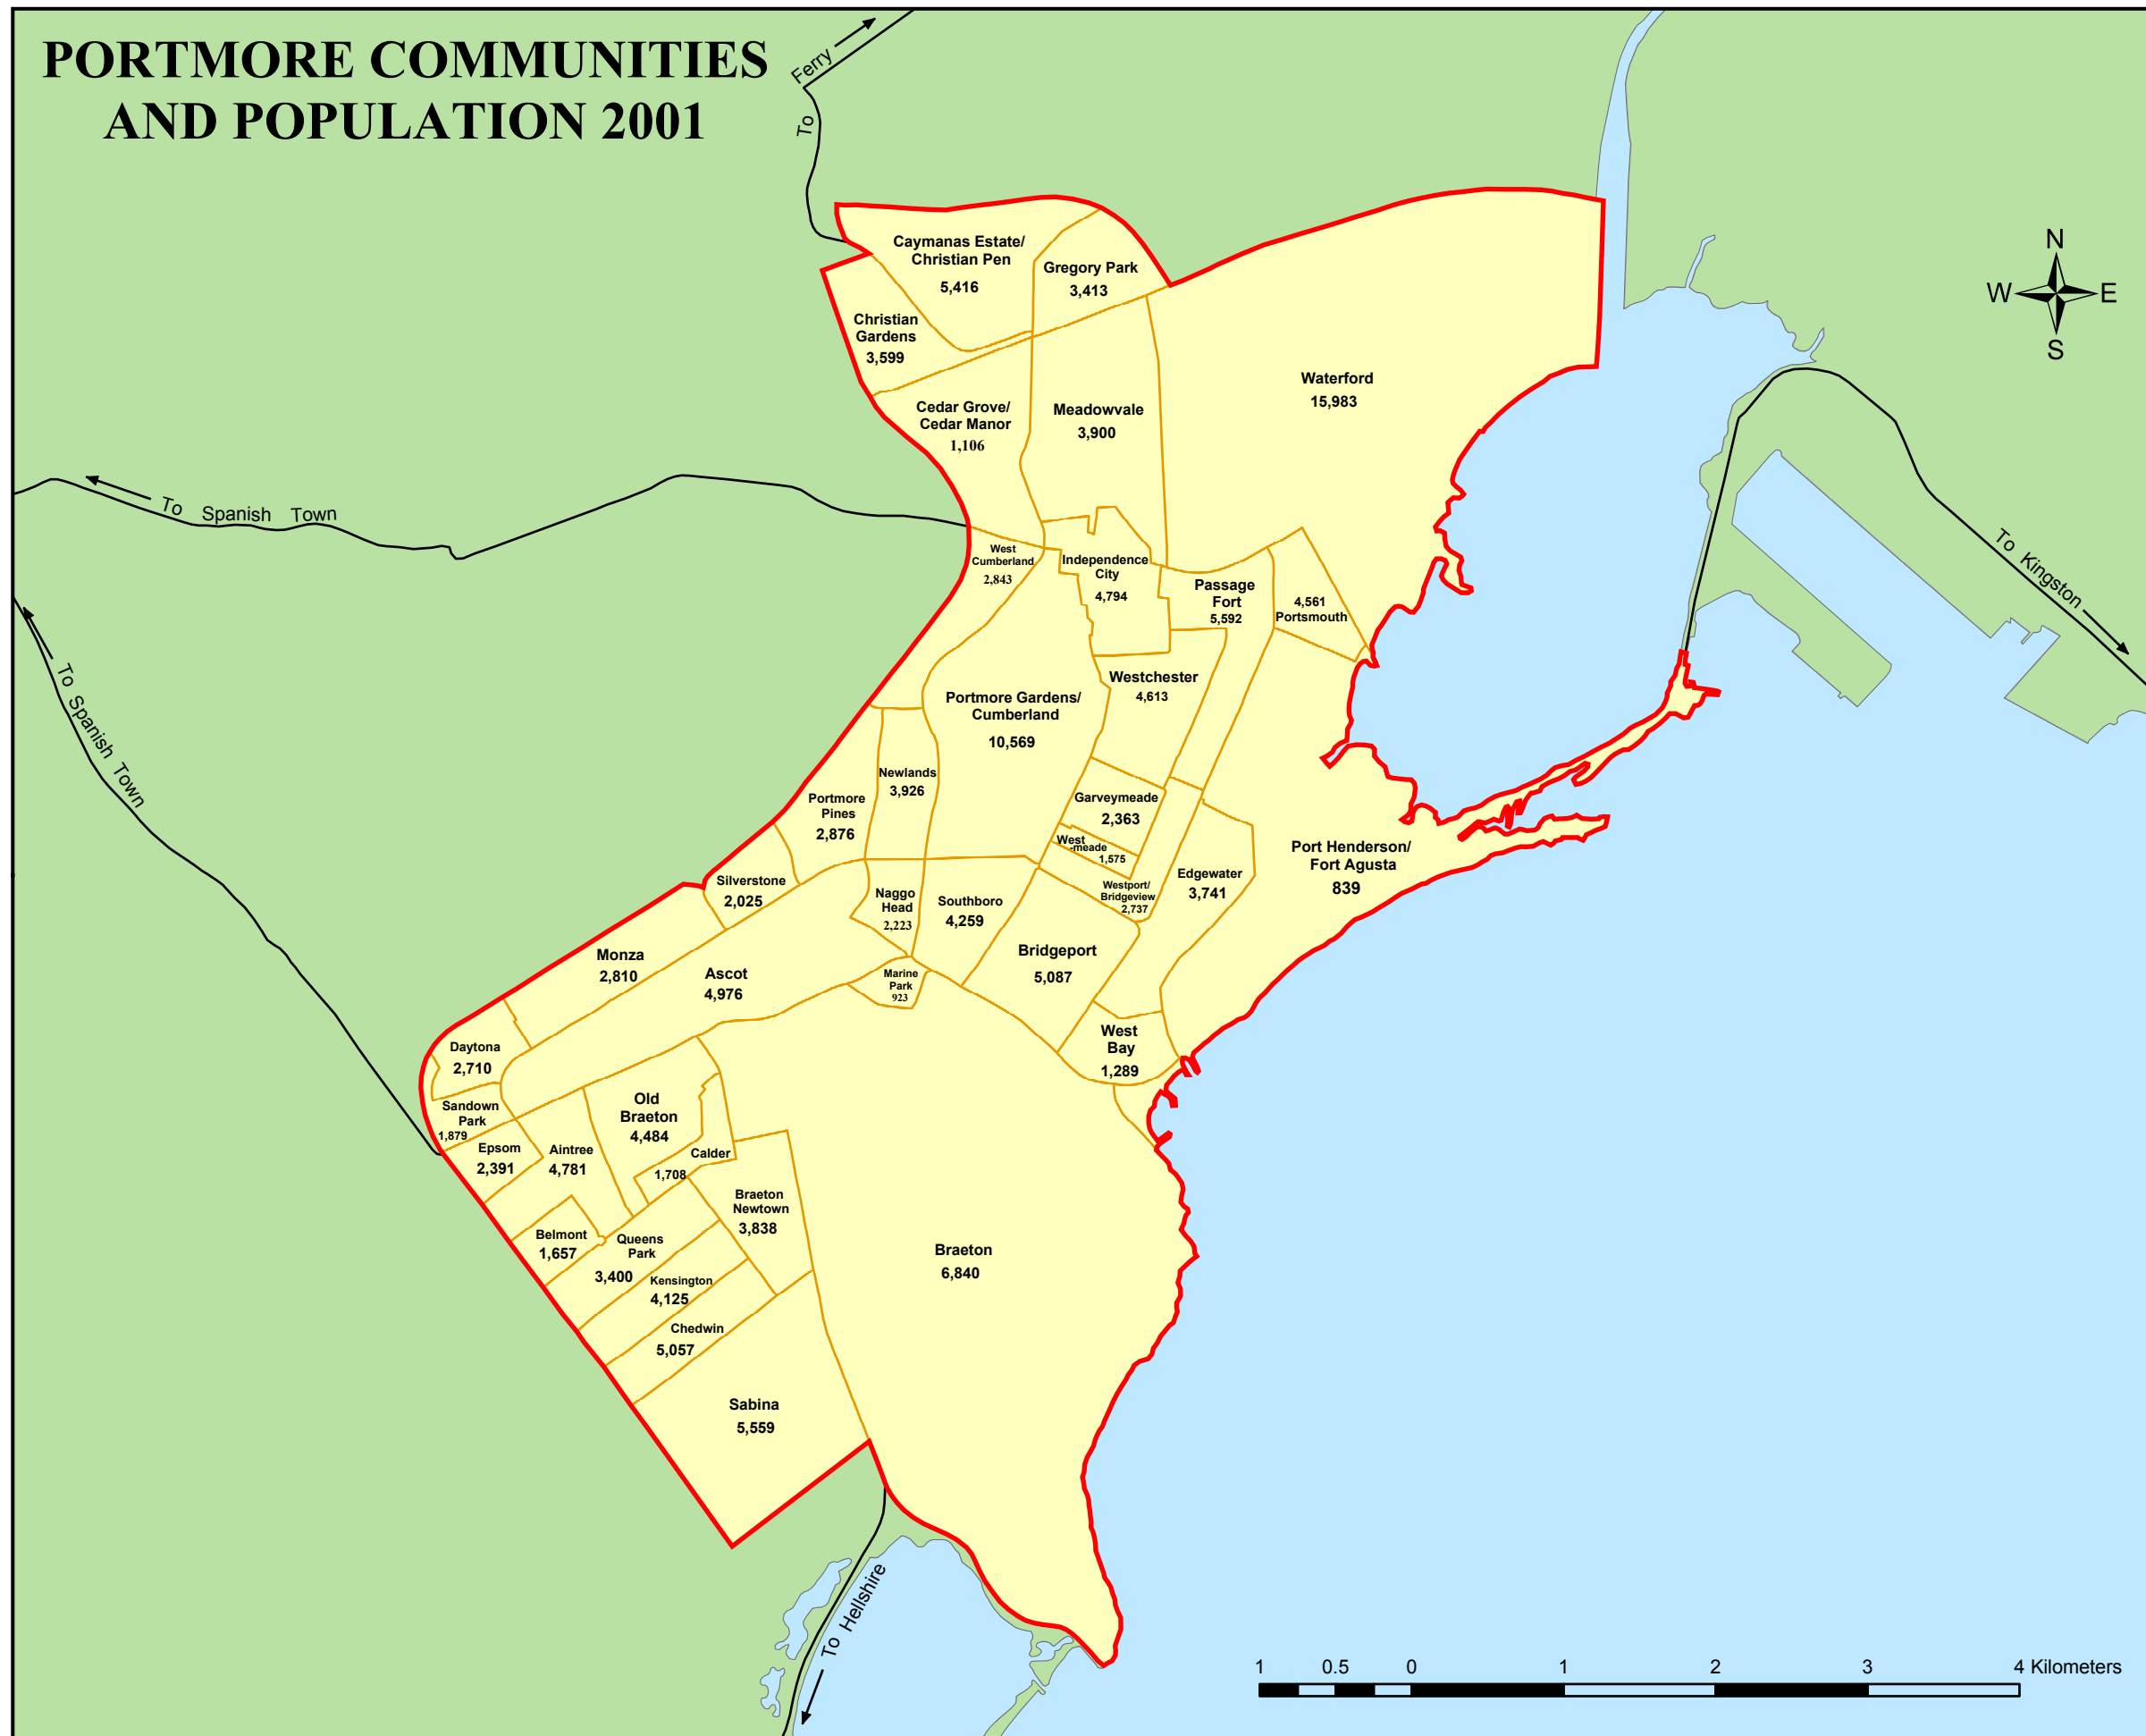 PORTMORE COMMUNITIES
AND POPULATION 2001
To Ferry
N
W E
S
Caymanas Estate/
Christian Pen
5,416
Gregory Park
3,413
Christian
Gardens
3,599
Waterford
15,983
Cedar Grove/
Cedar Manor
1,106
Meadowvale
3,900
To Spanish Town
West
Cumberland
2,843
Independence
City
4,794
Passage
Fort
5,592
4,561
Portsmouth
To Kingston
To Spanish Town
Westchester
4,613
Portmore Gardens/
Cumberland
10,569
Newlands
3,926
Portmore
Pines
2,876
Garveymeade
2,363
West
-meade
1,575
Port Henderson/
Fort Agusta
839
Edgewater
3,741
Westport/
Bridgeview
2,737
Silverstone
2,025
Naggo
Head
2,223
Southboro
4,259
Bridgeport
5,087
Monza
2,810
Ascot
4,976
Marine
Park
923
West
Bay
1,289
Daytona
2,710
Sandown
Park
1,879
Old
Braeton
4,484
Epsom
2,391
Aintree
4,781
Calder
1,708
Braeton
Newtown
3,838
Belmont
1,657
Queens
Park
3,400
Braeton
6,840
Kensington
4,125
Chedwin
5,057
Sabina
5,559
To Hellshire
1 0.5 0 1 2 3 4 Kilometers